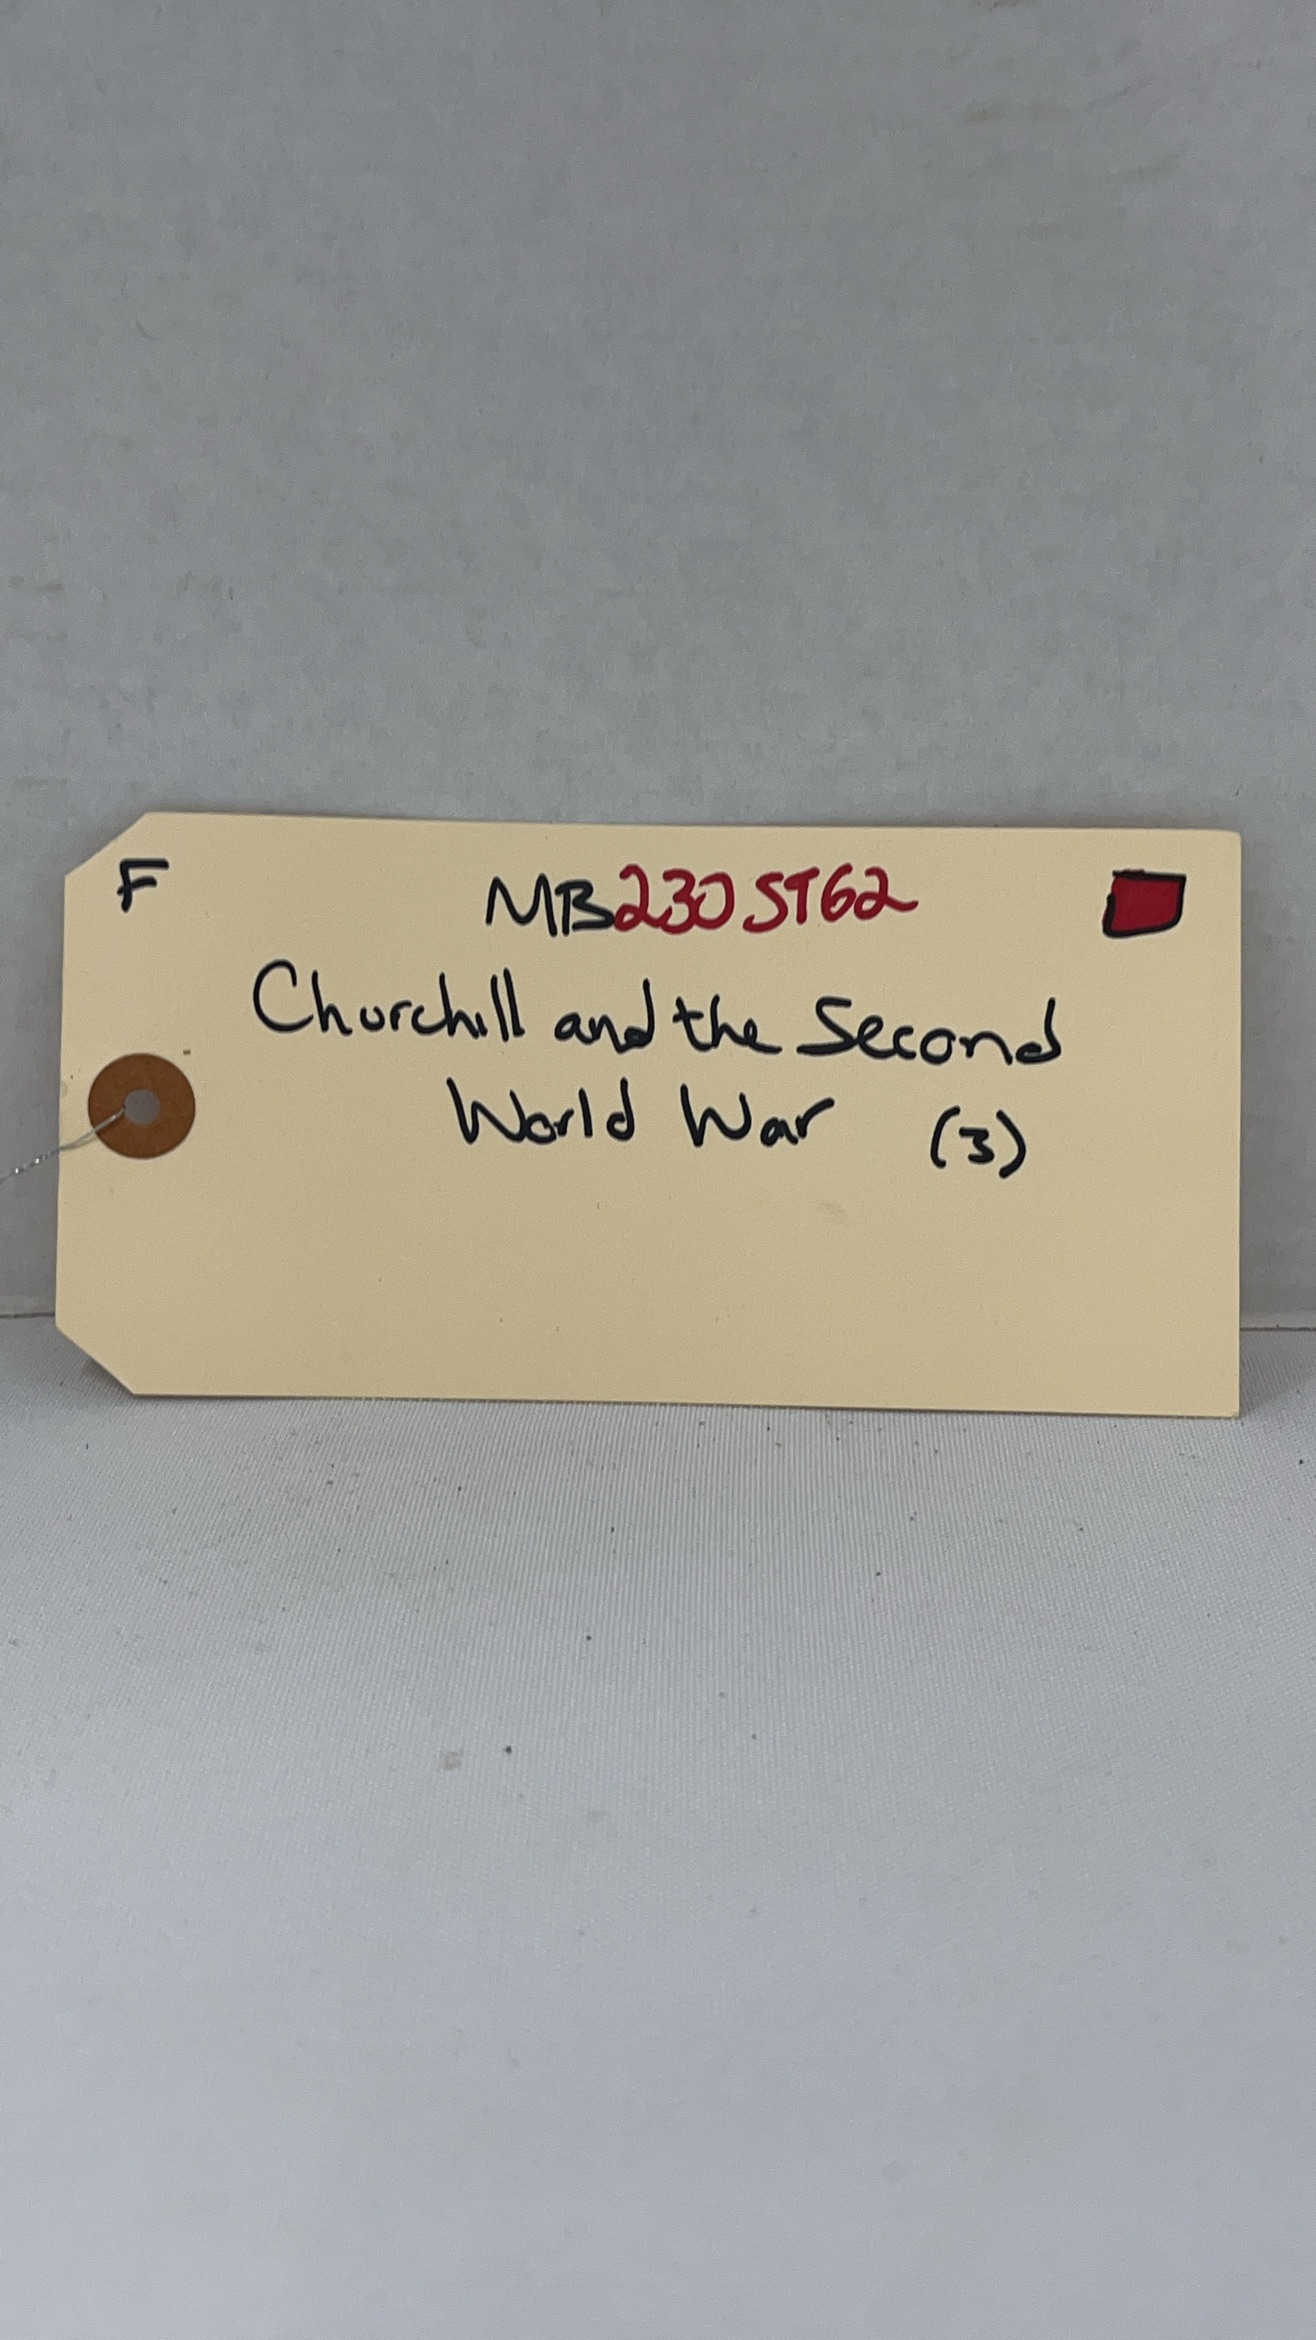 F
MB230ST62
Churchill and the Second
World War (3)